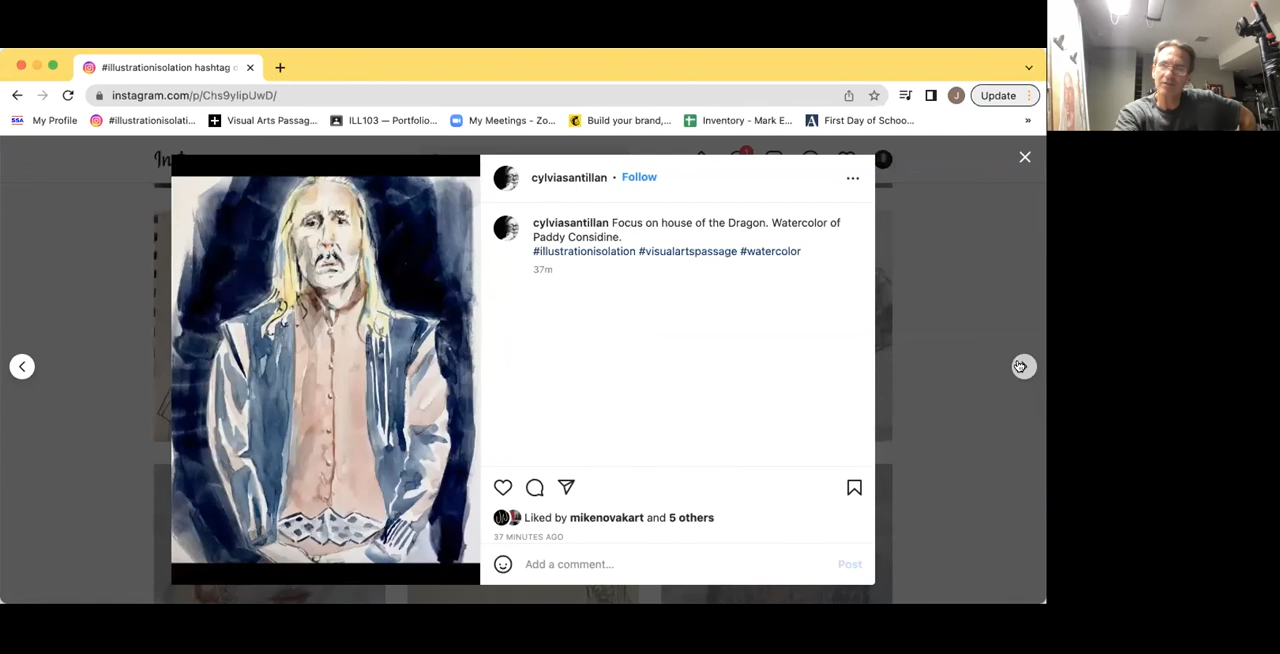 #illustrationisolation hashtag o
instagram.com/p/Chs9ylipUwD/
Update
SSA My Profile
#illustrationisolati...
Visual Arts Passag...
ILL103 — Portfolio...
My Meetings - Zo...
Build your brand,...
Inventory - Mark E...
First Day of Schoo...
»
cylviasantillan • Follow
cylviasantillan Focus on house of the Dragon. Watercolor of
Paddy Considine.
#illustrationisolation #visualartspassage #watercolor
37m
Liked by mikenovakart and 5 others
37 MINUTES AGO
Add a comment...
Post